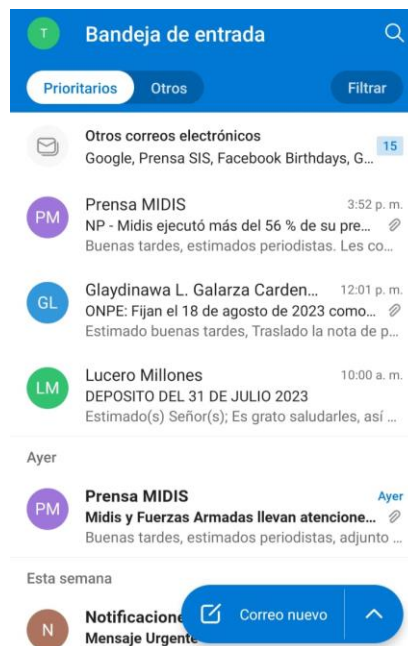 T
Bandeja de entrada
Prioritarios
Otros
Filtrar
Otros correos electrónicos
Google, Prensa SIS, Facebook Birthdays, G...
15
PM
Prensa MIDIS
3:52 p. m.
NP - Midis ejecutó más del 56 % de su pre...
Buenas tardes, estimados periodistas. Les co...
GL
Glaydinawa L. Galarza Carden...
12:01 p. m.
ONPE: Fijan el 18 de agosto de 2023 como...
Estimado buenas tardes, Traslado la nota de p...
LM
Lucero Millones
10:00 a. m.
DEPOSITO DEL 31 DE JULIO 2023
Estimado(s) Señor(s); Es grato saludarles, así ...
Ayer
PM
Prensa MIDIS
Ayer
Midis y Fuerzas Armadas llevan atencione...
Buenas tardes, estimados periodistas, adjunto ...
Esta semana
N
Notificacione
Mensaje Urgente
Correo nuevo